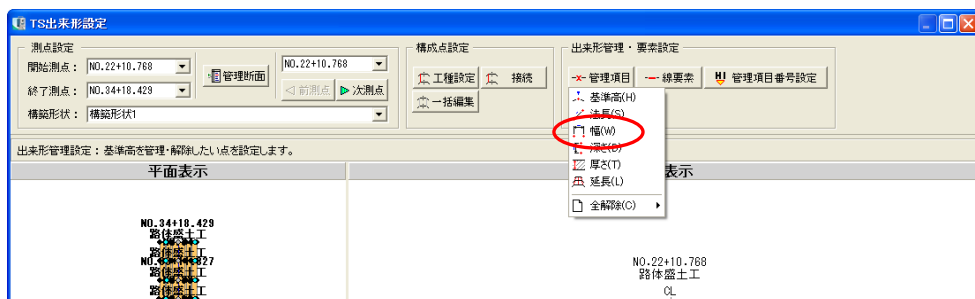 TS出来形設定
測点設定
開始測点： NO.22+10.768
終了測点： NO.34+18.429
構築形状： 構築形状1
管理断面
NO.22+10.768
前測点 次測点
構成点設定
工種設定 接続
一括編集
出来形管理・要素設定
管理項目 線要素 管理項目番号設定
基準高(H)
法長(S)
幅(W)
深さ(D)
厚さ(T)
延長(L)
全解除(C)
出来形管理設定：基準高を管理・解除したい点を設定します。
平面表示
表示
NO.34+18.429
路体盛土工
路体盛土工
路体盛土工
路体盛土工
NO.22+10.768
路体盛土工
CL